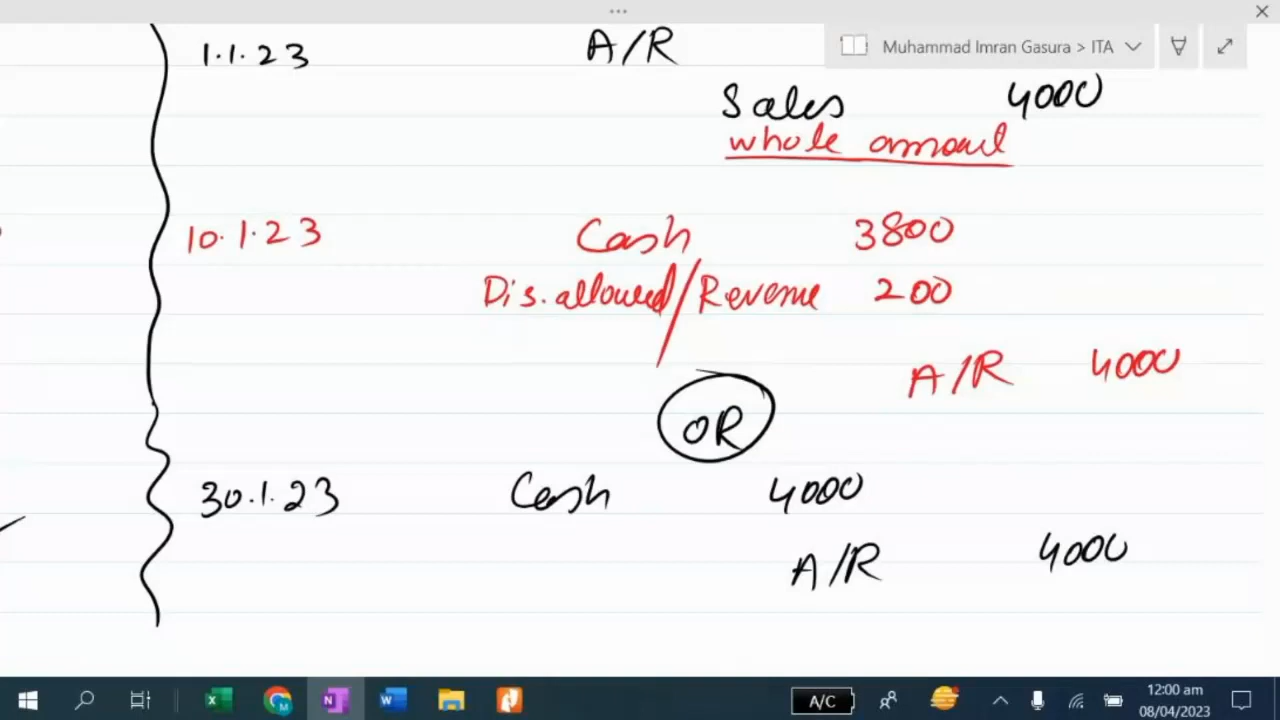 Muhammad Imran Gasura > ITA
1.1.23 A/R
Sales 4000
whole amount
10.1.23 Cash 3800
Dis.allowed/Revenue 200
A/R 4000
OR
30.1.23 Cash 4000
A/R 4000
A/C
12:00 am
08/04/2023